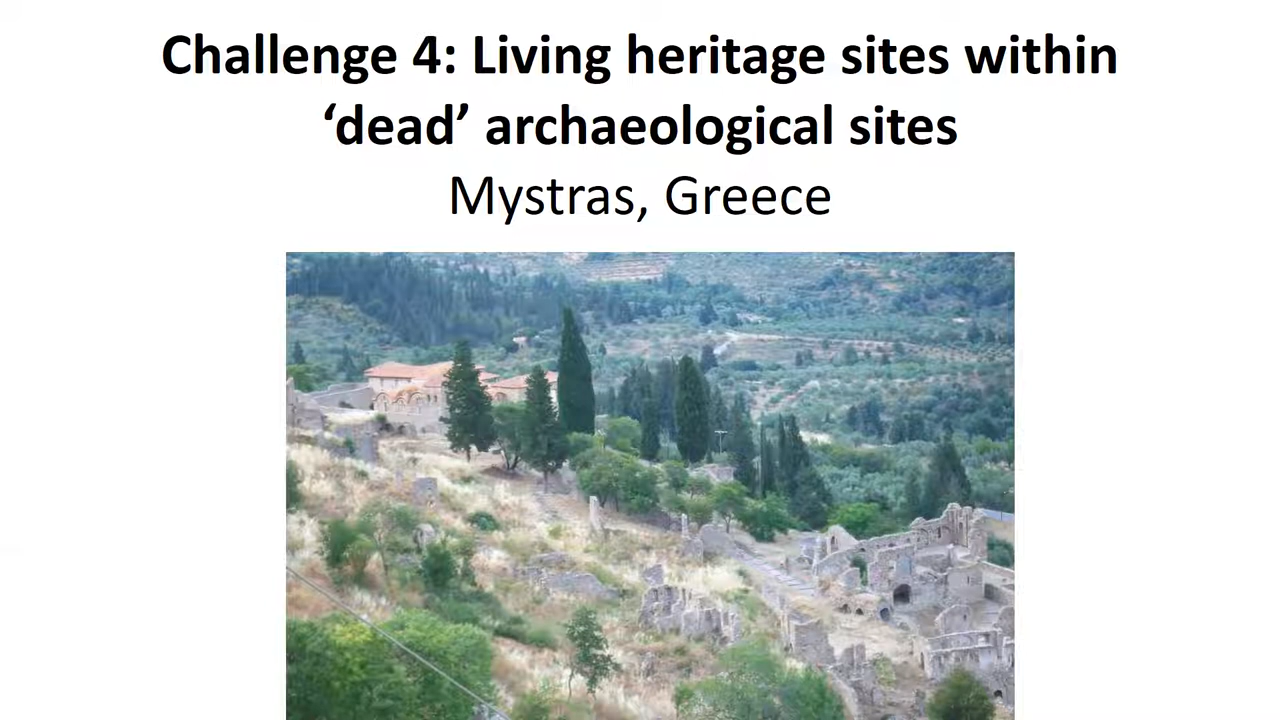 Challenge 4: Living heritage sites within
‘dead’ archaeological sites
Mystras, Greece